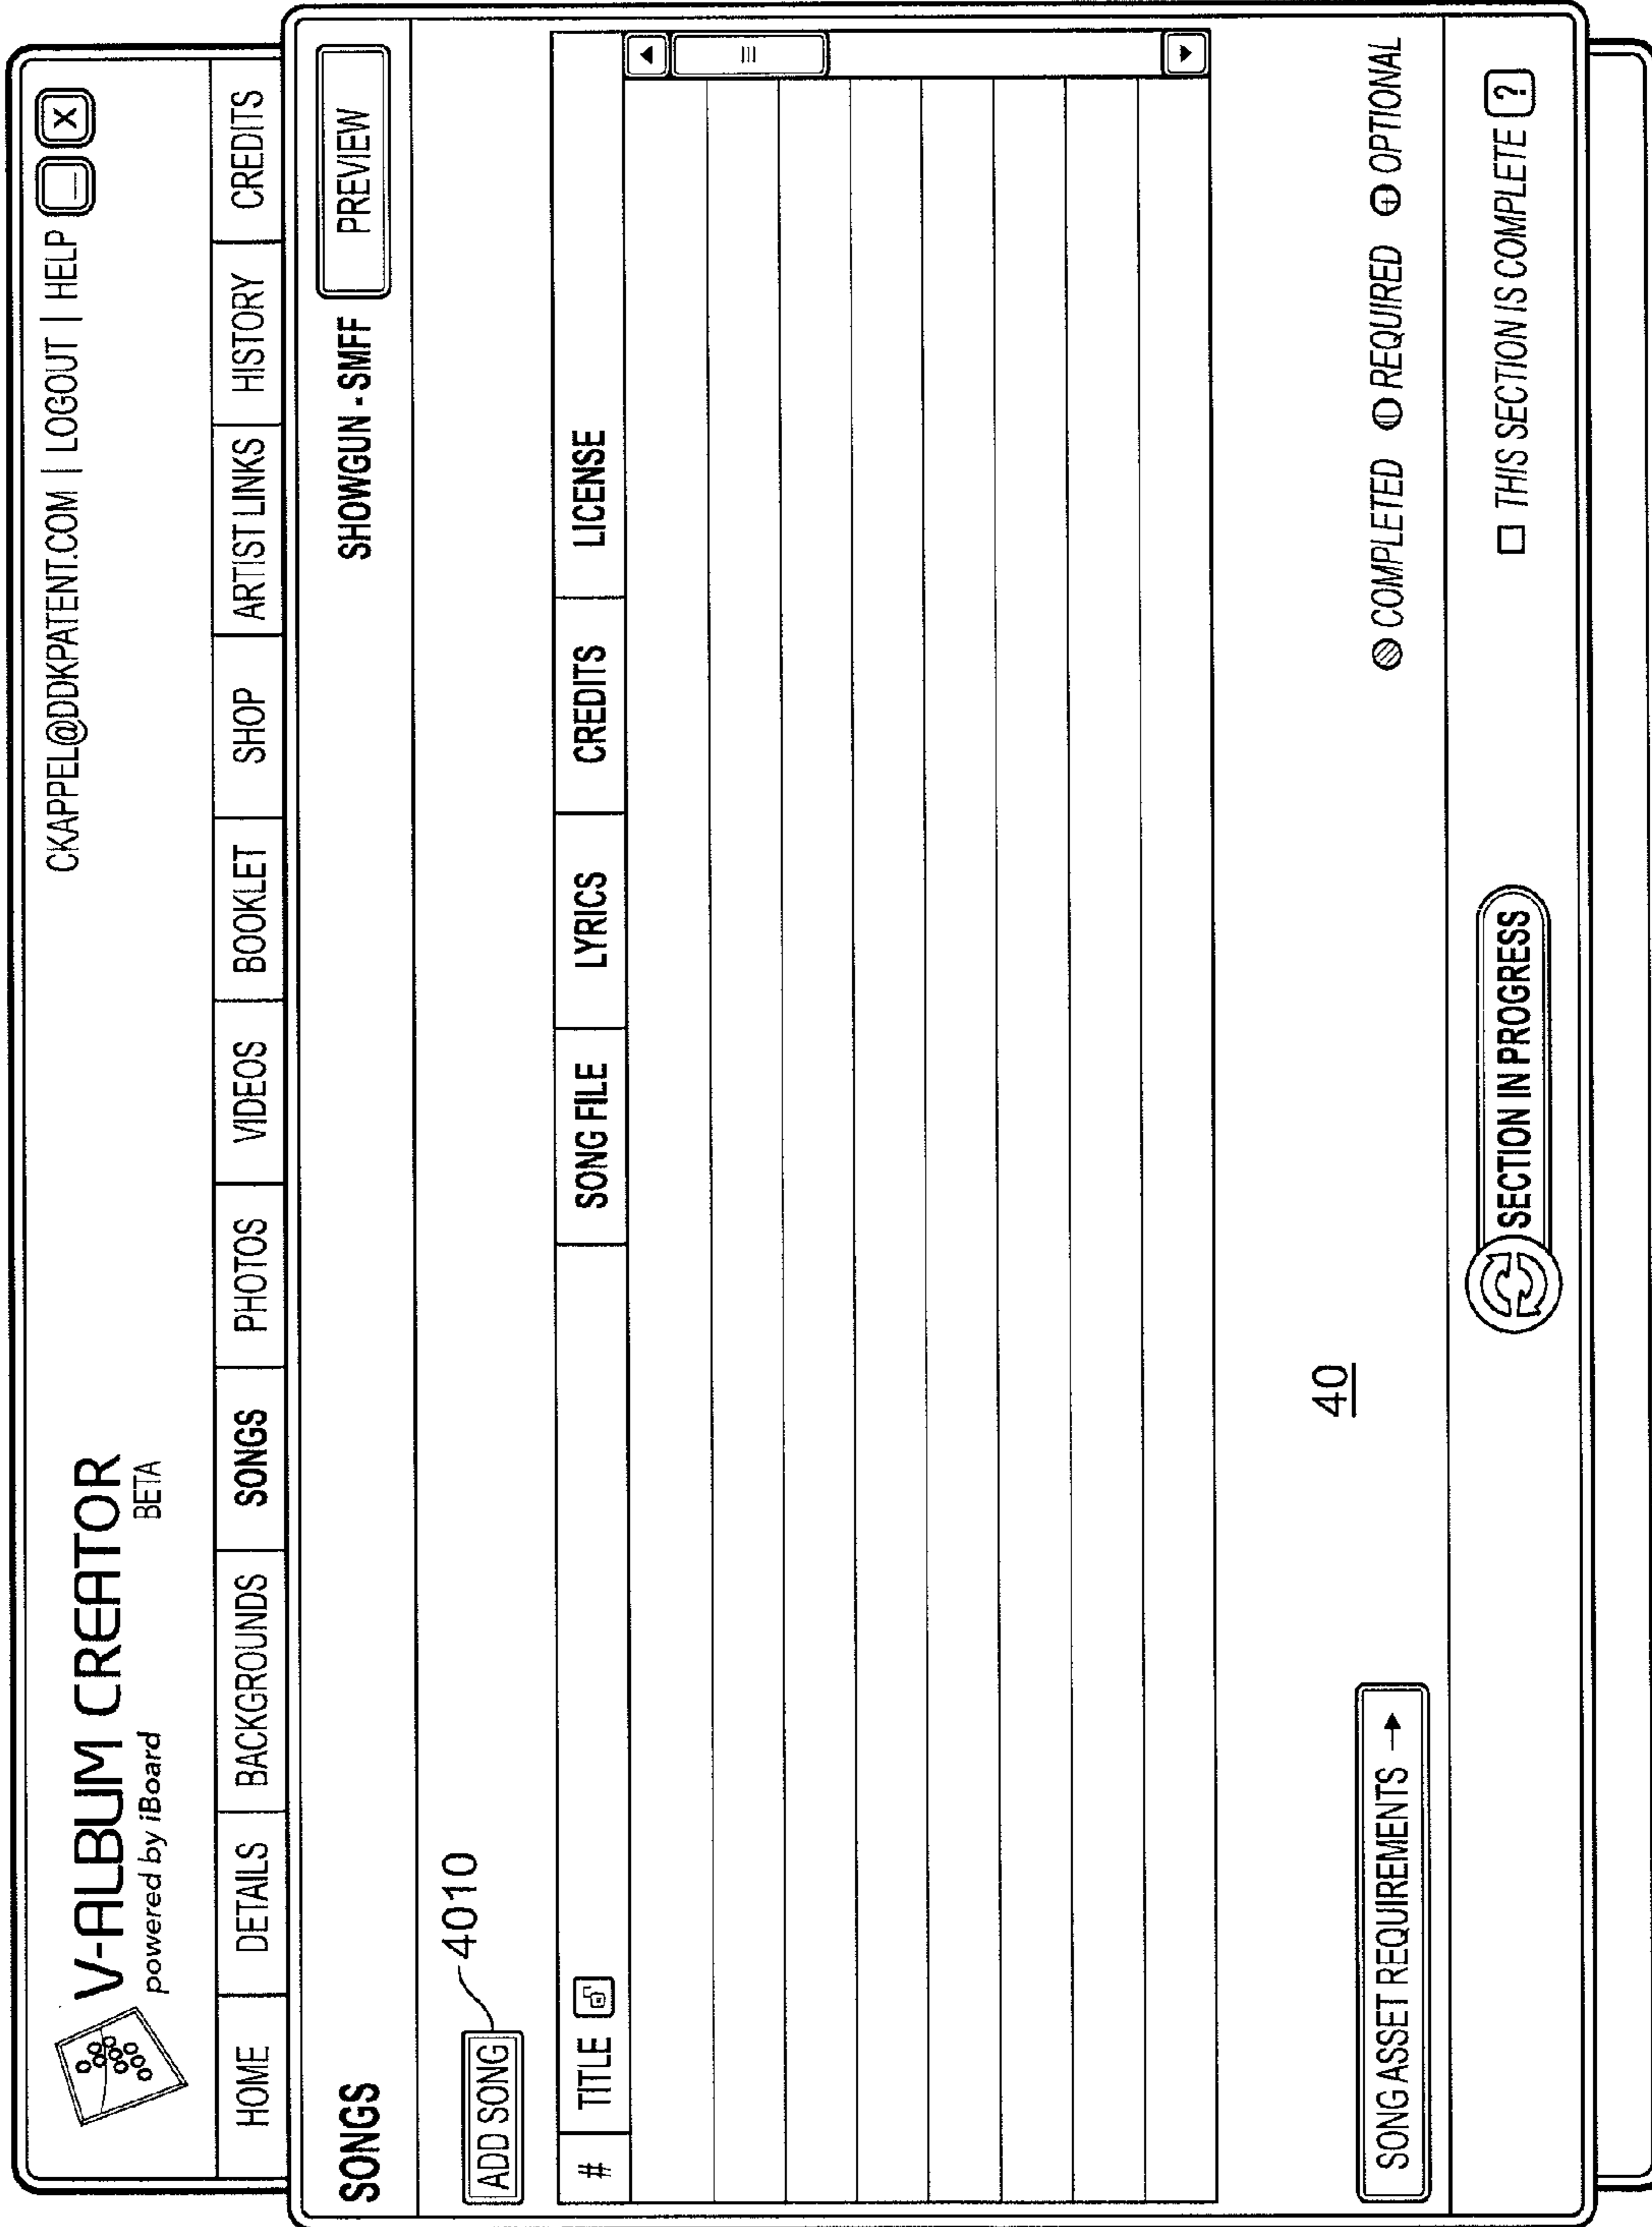 V-ALBUM CREATOR
powered by iBoard
BETA
CKAPPEL@DDKPATENT.COM | LOGOUT | HELP _ X
HOME DETAILS BACKGROUNDS SONGS PHOTOS VIDEOS BOOKLET SHOP ARTIST LINKS HISTORY CREDITS
SONGS SHOWGUN - SMFF PREVIEW
ADD SONG 4010
# TITLE SONG FILE LYRICS CREDITS LICENSE
40
SONG ASSET REQUIREMENTS → COMPLETED REQUIRED OPTIONAL
SECTION IN PROGRESS THIS SECTION IS COMPLETE ?